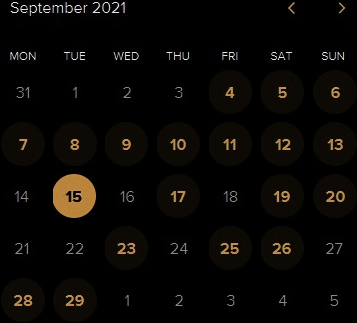 September 2021 < >
MON TUE WED THU FRI SAT SUN
31 1 2 3 4 5 6
7 8 9 10 11 12 13
14 15 16 17 18 19 20
21 22 23 24 25 26 27
28 29 1 2 3 4 5